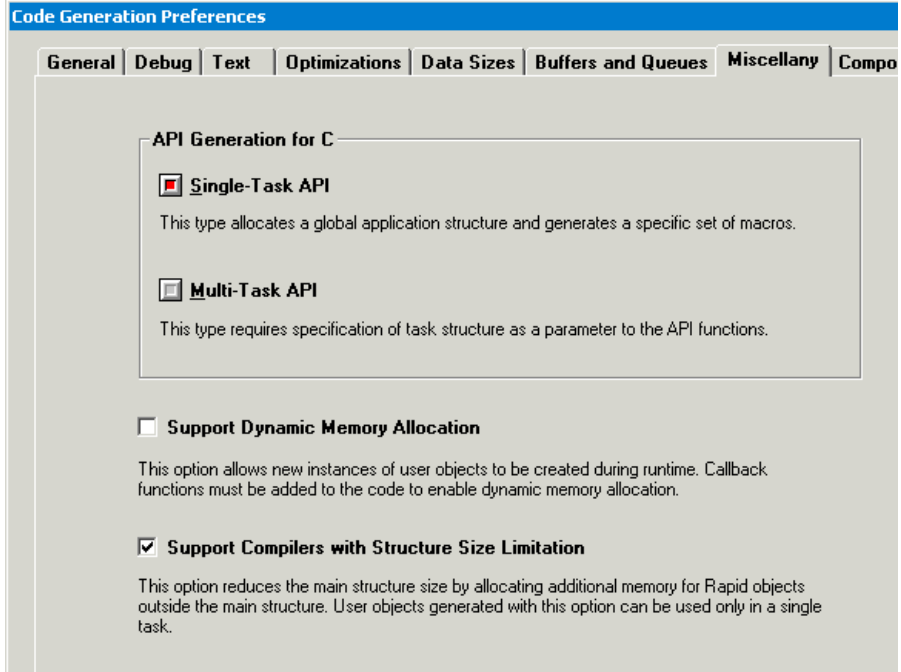 Code Generation Preferences
General Debug Text Optimizations Data Sizes Buffers and Queues Miscellany Compo
API Generation for C
Single-Task API
This type allocates a global application structure and generates a specific set of macros.
Multi-Task API
This type requires specification of task structure as a parameter to the API functions.
Support Dynamic Memory Allocation
This option allows new instances of user objects to be created during runtime. Callback
functions must be added to the code to enable dynamic memory allocation.
Support Compilers with Structure Size Limitation
This option reduces the main structure size by allocating additional memory for Rapid objects
outside the main structure. User objects generated with this option can be used only in a single
task.